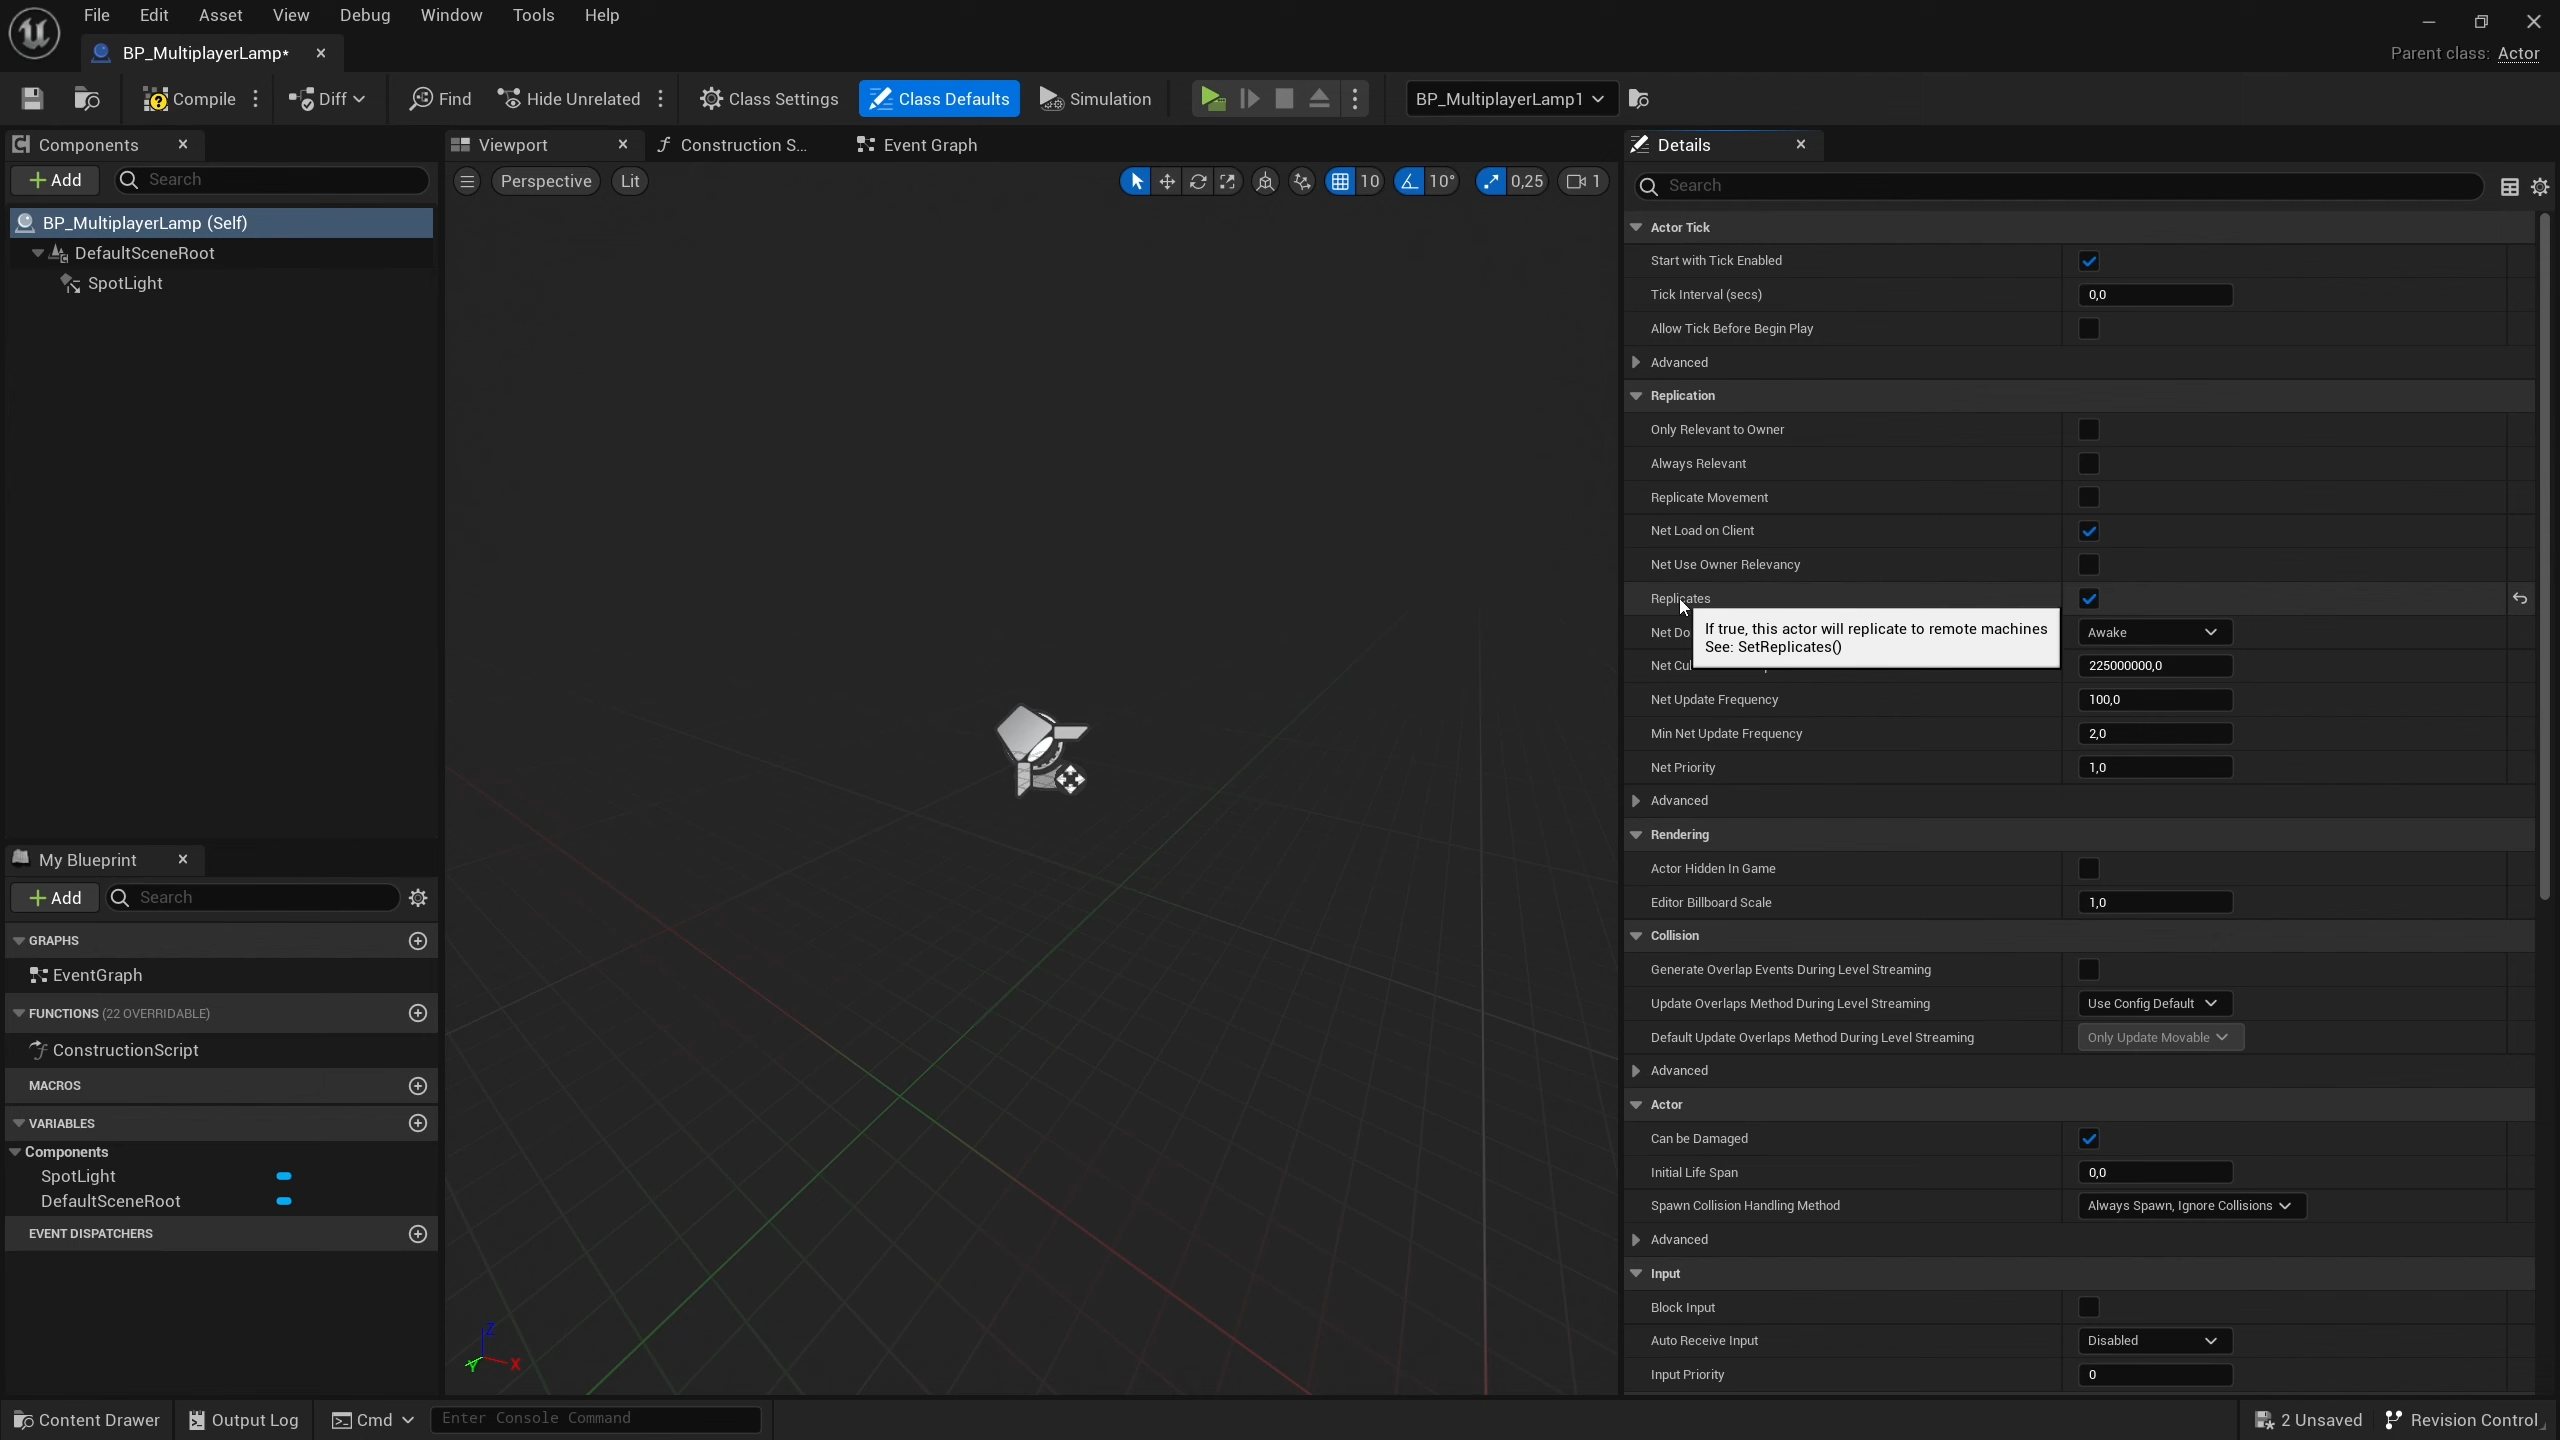 File Edit Asset View Debug Window Tools Help
BP_MultiplayerLamp*
Parent class: Actor
Compile Diff Find Hide Unrelated Class Settings Class Defaults Simulation BP_MultiplayerLamp1
Components
Add Search
BP_MultiplayerLamp (Self)
DefaultSceneRoot
SpotLight
My Blueprint
Add Search
GRAPHS
EventGraph
FUNCTIONS (22 OVERRIDABLE)
ConstructionScript
MACROS
VARIABLES
Components
SpotLight
DefaultSceneRoot
EVENT DISPATCHERS
Viewport Construction S... Event Graph
Perspective Lit 10 10° 0,25 1
Z
Y X
Details
Search
Actor Tick
Start with Tick Enabled
Tick Interval (secs) 0,0
Allow Tick Before Begin Play
Advanced
Replication
Only Relevant to Owner
Always Relevant
Replicate Movement
Net Load on Client
Net Use Owner Relevancy
Replicates
If true, this actor will replicate to remote machines
See: SetReplicates()
Net Awake
Net 225000000,0
Net Update Frequency 100,0
Min Net Update Frequency 2,0
Net Priority 1,0
Advanced
Rendering
Actor Hidden In Game
Editor Billboard Scale 1,0
Collision
Generate Overlap Events During Level Streaming
Update Overlaps Method During Level Streaming Use Config Default
Default Update Overlaps Method During Level Streaming Only Update Movable
Advanced
Actor
Can be Damaged
Initial Life Span 0,0
Spawn Collision Handling Method Always Spawn, Ignore Collisions
Advanced
Input
Block Input
Auto Receive Input Disabled
Input Priority 0
Content Drawer Output Log Cmd Enter Console Command 2 Unsaved Revision Control